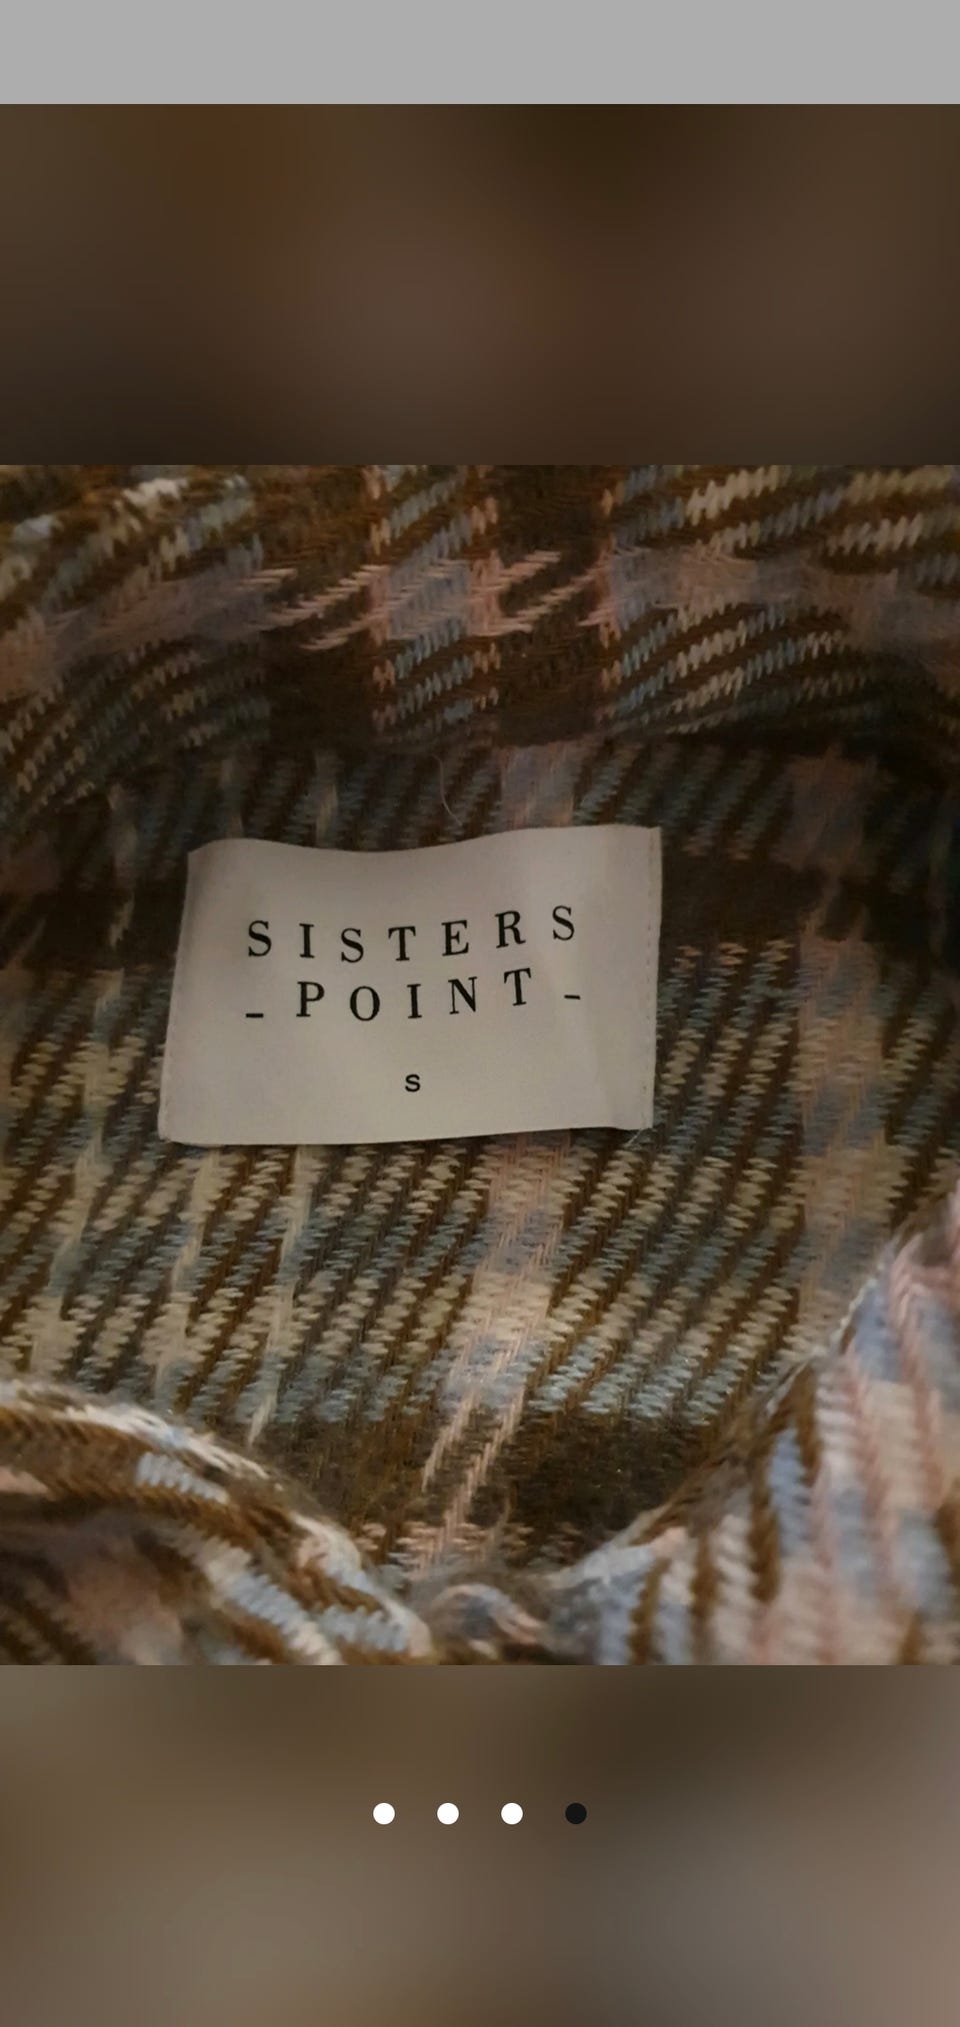 SISTERS
- POINT -
S